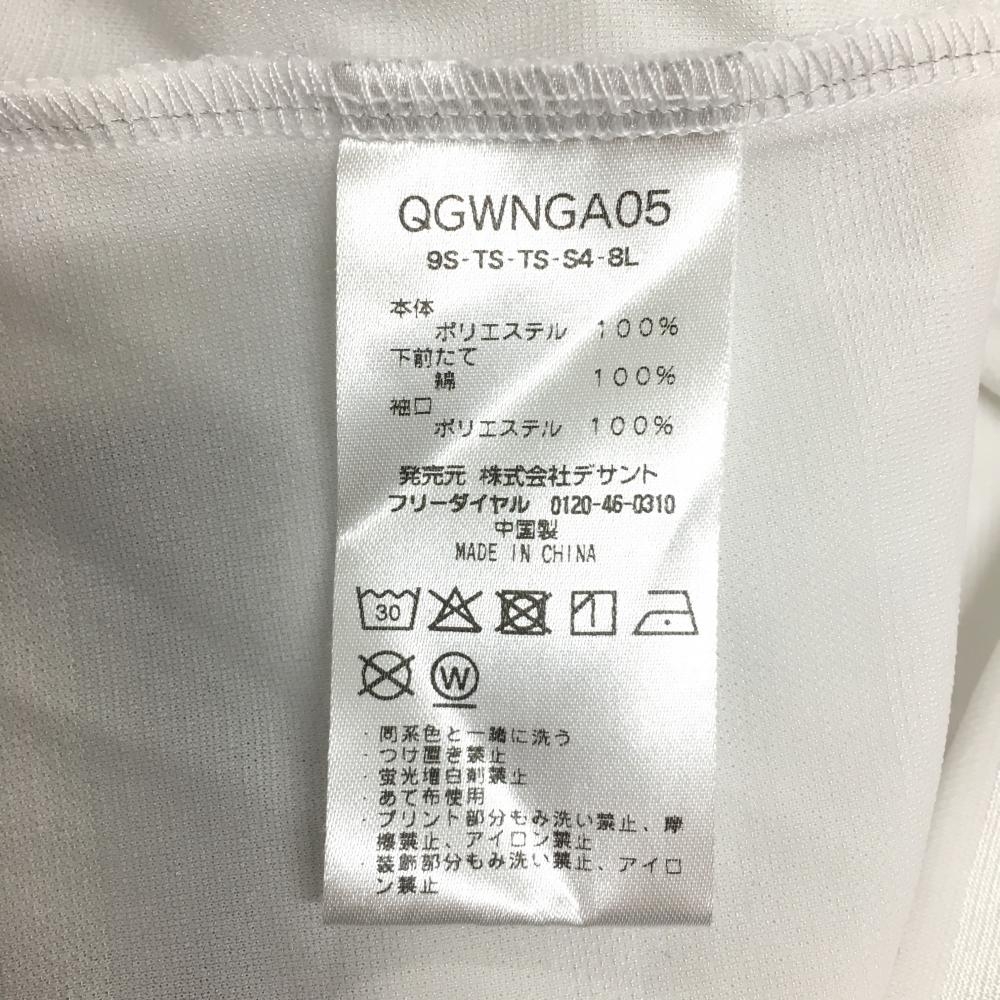 QGWNGA05
9S-TS-TS-S4-8L
本体
ポリエステル 100%
下前たて
綿 100%
袖口
ポリエステル 100%
発売元 株式会社デサント
フリーダイヤル 0120-46-0310
中国製
MADE IN CHINA
30
W
・同系色と一緒に洗う
・つけ置き禁止
・蛍光増白剤禁止
・あて布使用
・プリント部分もみ洗い禁止、摩
擦禁止、アイロン禁止
・装飾部分もみ洗い禁止、アイロ
ン禁止